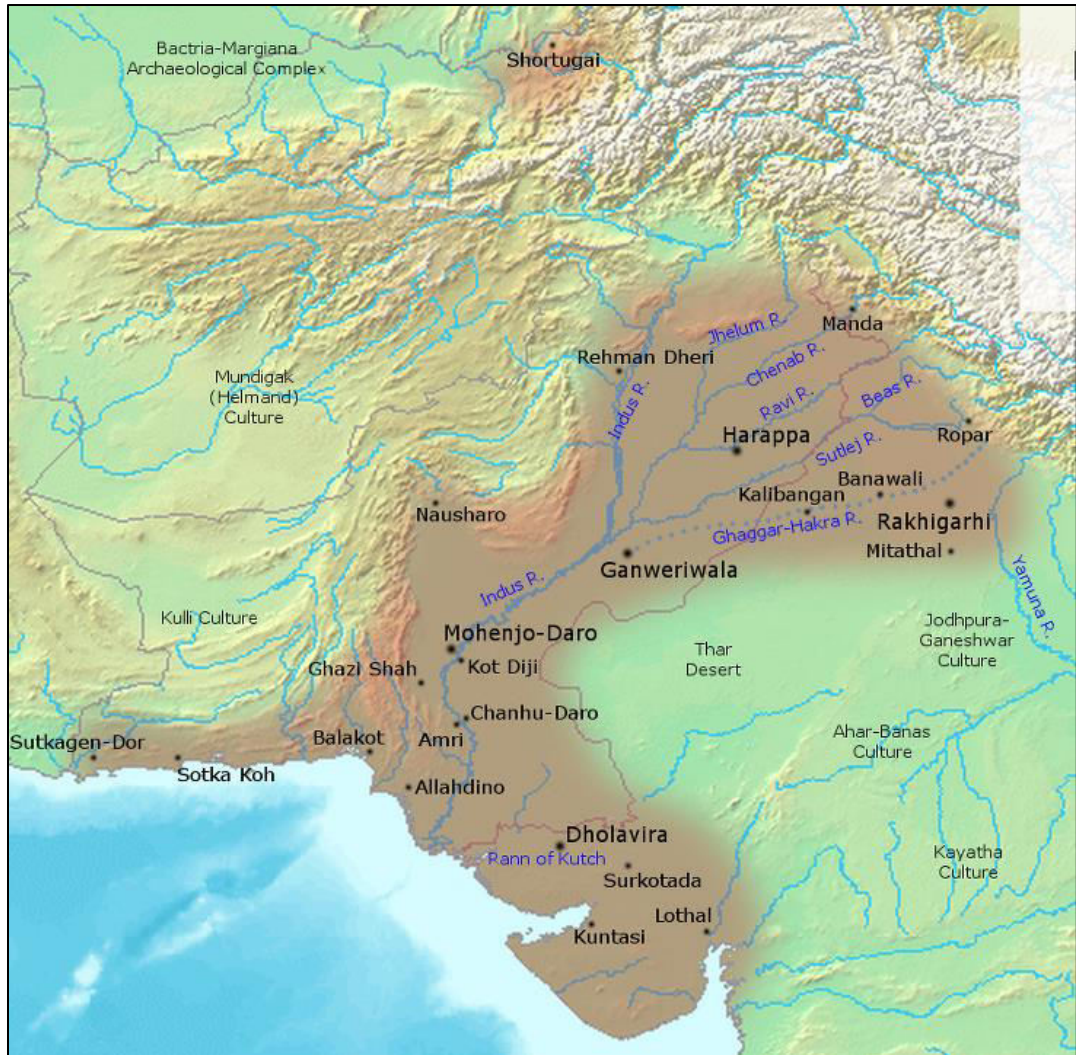 Bactria-Margiana
Archaeological Complex
Shortugai
Manda
Jhelum R.
Rehman Dheri
Chenab R.
Mundigak
(Helmand)
Culture
Indus R.
Ravi R.
Beas R.
Harappa
Ropar
Sutlej R.
Banawali
Kalibangan
Nausharo
Rakhigarhi
Ghaggar-Hakra R.
Mitathal
Ganweriwala
Indus R.
Yamuna R.
Kulli Culture
Jodhpura-
Ganeshwar
Culture
Mohenjo-Daro
Thar
Desert
Kot Diji
Ghazi Shah
Chanhu-Daro
Ahar-Banas
Culture
Sutkagen-Dor
Balakot
Amri
Sotka Koh
Allahdino
Dholavira
Rann of Kutch
Kayatha
Culture
Surkotada
Lothal
Kuntasi